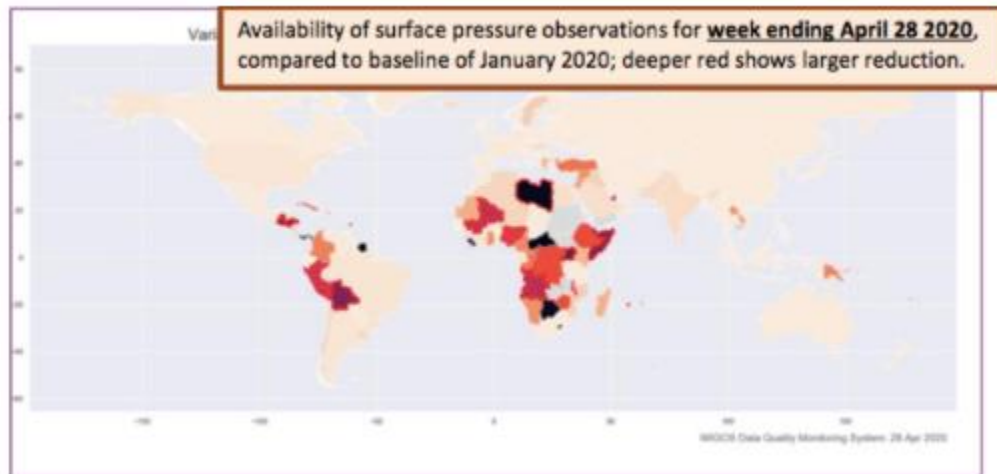 Availability of surface pressure observations for week ending April 28 2020,
compared to baseline of January 2020; deeper red shows larger reduction.
Data Quality Monitoring System: 28 Apr 2020